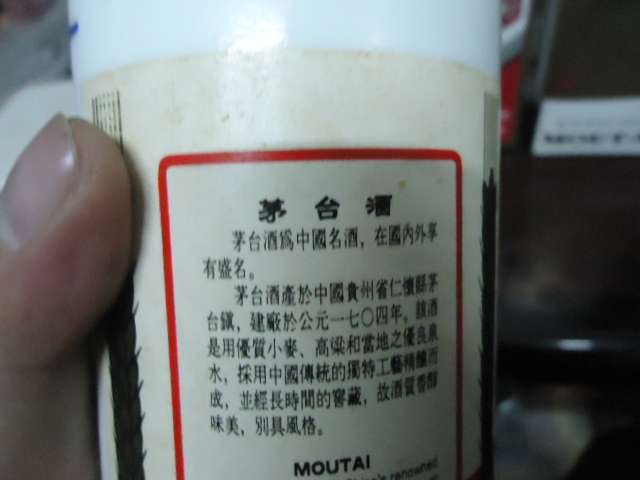 茅台酒
茅台酒爲中國名酒，在國內外享
有盛名。
茅台酒產於中國貴州省仁懷縣茅
台鎭，建廠於公元一七〇四年。該酒
是用優質小麥、高粱和當地之優良泉
水，採用中國傳統的獨特工藝精釀而
成，並經長時間的窖藏，故酒質香醇
味美，別具風格。
MOUTAI
renowned